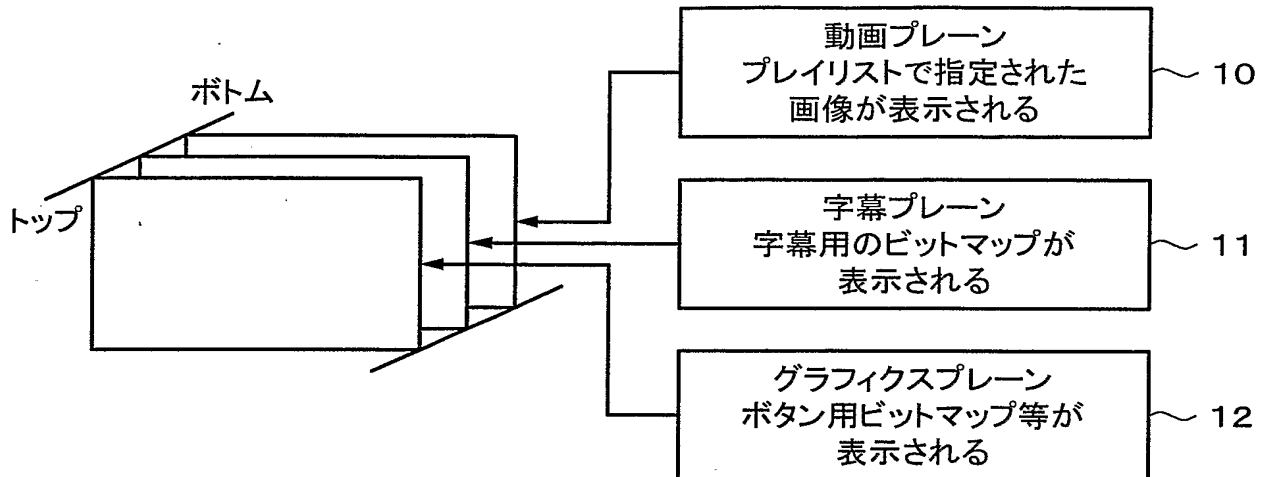 ボトム
トップ
動画プレーン
プレイリストで指定された
画像が表示される
10
字幕プレーン
字幕用のビットマップが
表示される
11
グラフィクスプレーン
ボタン用ビットマップ等が
表示される
12